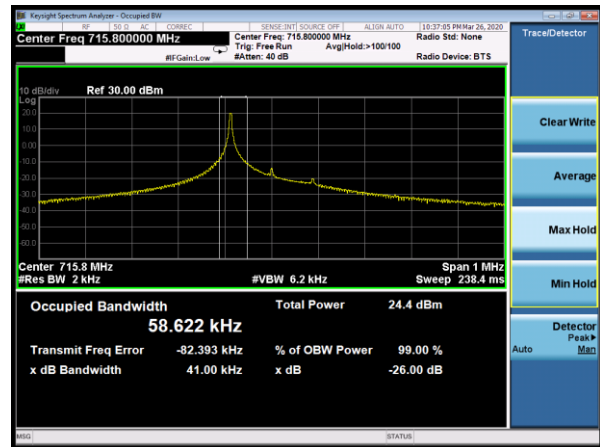 Keysight Spectrum Analyzer - Occupied BW
RF 50 Ω AC CORREC SENSE:INT SOURCE OFF ALIGN AUTO 10:37:05 PM Mar 26, 2020
Center Freq 715.800000 MHz
Center Freq: 715.800000 MHz
Radio Std: None
Trig: Free Run
Avg|Hold:>100/100
#IFGain:Low
#Atten: 40 dB
Radio Device: BTS
10 dB/div
Ref 30.00 dBm
Log
20.0
10.0
0.00
-10.0
-20.0
-30.0
-40.0
-50.0
-60.0
Center 715.8 MHz
Span 1 MHz
#Res BW 2 kHz
#VBW 6.2 kHz
Sweep 238.4 ms
Occupied Bandwidth
Total Power 24.4 dBm
58.622 kHz
Transmit Freq Error -82.393 kHz
% of OBW Power 99.00 %
x dB Bandwidth 41.00 kHz
x dB -26.00 dB
MSG
STATUS
Trace/Detector
Clear Write
Average
Max Hold
Min Hold
Detector
Peak▶
Auto Man